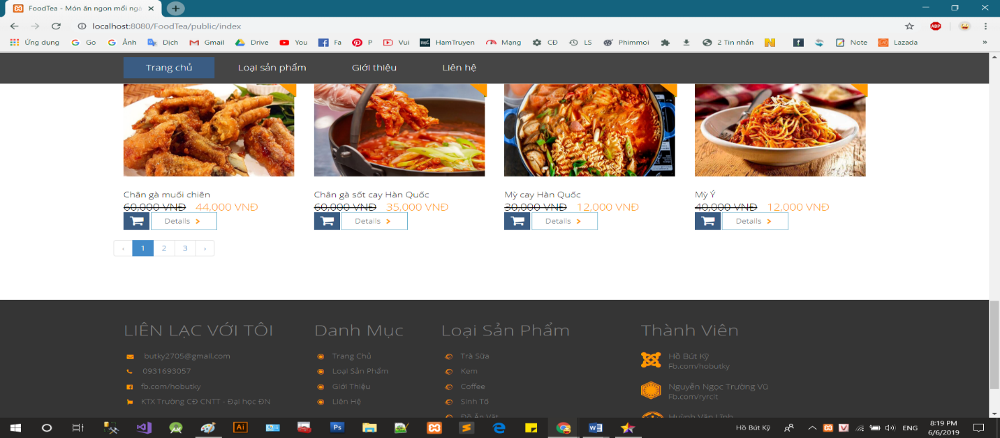 FoodTea - Món ăn ngon mổi ngà
localhost:8080/FoodTea/public/index
Ứng dụng Go Ảnh Dịch Gmail Drive You Fa P Vui HamTruyen Mạng CĐ LS Phimmoi 2 Tin nhắn Note Lazada »
Trang chủ Loại sản phẩm Giới thiệu Liên hệ
Chân gà muối chiên Chân gà sốt cay Hàn Quốc Mỳ cay Hàn Quốc Mỳ Ý
60,000 VNĐ 44,000 VNĐ 60,000 VNĐ 35,000 VNĐ 30,000 VNĐ 12,000 VNĐ 40,000 VNĐ 12,000 VNĐ
Details Details Details Details
‹ 1 2 3 ›
LIÊN LẠC VỚI TÔI Danh Mục Loại Sản Phẩm Thành Viên
butky2705@gmail.com Trang Chủ Trà Sữa Hồ Bút Kỹ
Fb.com/hobutky
0931693057 Loại Sản Phẩm Kem
fb.com/hobutky Giới Thiệu Coffee Nguyễn Ngọc Trường Vũ
Fb.com/ryrcit
KTX Trường CĐ CNTT - Đại học ĐN Liên Hệ Sinh Tố
Đồ Ăn Vặt Huỳnh Văn Lĩnh
Hồ Bút Kỹ ENG 8:19 PM
6/6/2019